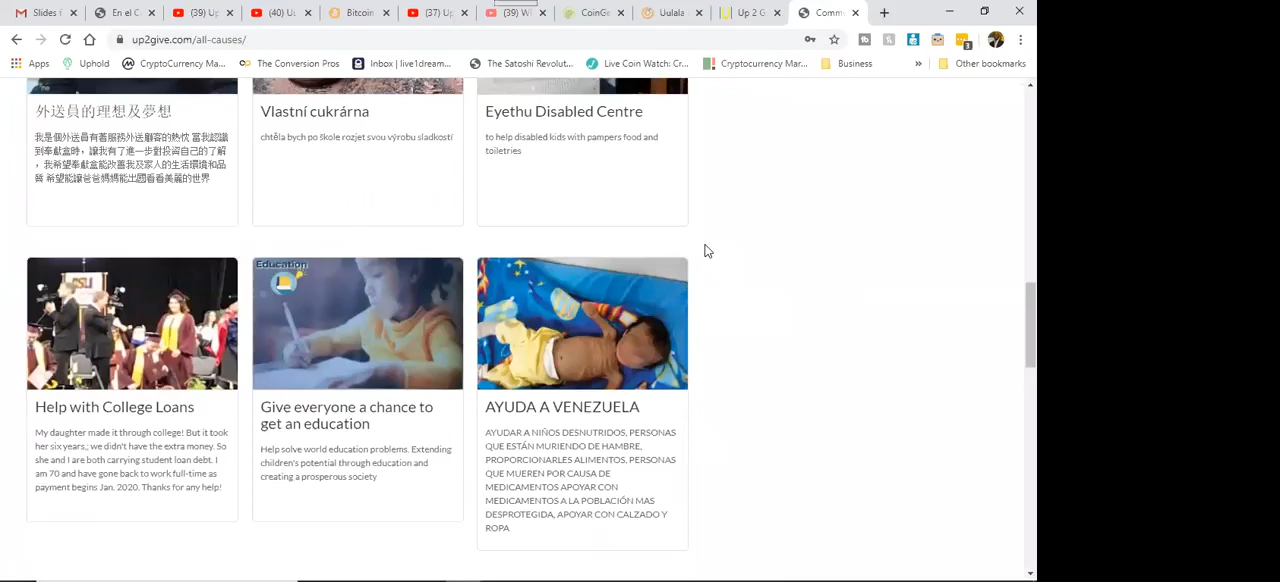 Slides f
En el C
(39) Up
(40) Uu
Bitcoin
(37) Up
(39) Wi
CoinGe
Uulala
Up 2 G
Commu
up2give.com/all-causes/
3
Apps
Uphold
CryptoCurrency Ma...
The Conversion Pros
Inbox | live1dream...
The Satoshi Revolut...
Live Coin Watch: Cr...
Cryptocurrency Mar...
Business
»
Other bookmarks
外送員的理想及夢想
我是個外送員有著服務外送顧客的熱忱 當我認識
到奉獻盒時，讓我有了進一步對投資自己的了解
，我希望奉獻盒能改善我及家人的生活環境和品
質 希望能讓爸爸媽媽能出國看看美麗的世界
Vlastní cukrárna
chtěla bych po škole rozjet svou výrobu sladkostí
Eyethu Disabled Centre
to help disabled kids with pampers food and
toiletries
Help with College Loans
My daughter made it through college! But it took
her six years,; we didn't have the extra money. So
she and I are both carrying student loan debt. I
am 70 and have gone back to work full-time as
payment begins Jan. 2020. Thanks for any help!
Education
Give everyone a chance to
get an education
Help solve world education problems. Extending
children's potential through education and
creating a prosperous society
AYUDA A VENEZUELA
AYUDAR A NIÑOS DESNUTRIDOS, PERSONAS
QUE ESTÁN MURIENDO DE HAMBRE,
PROPORCIONARLES ALIMENTOS, PERSONAS
QUE MUEREN POR CAUSA DE
MEDICAMENTOS APOYAR CON
MEDICAMENTOS A LA POBLACIÓN MAS
DESPROTEGIDA, APOYAR CON CALZADO Y
ROPA